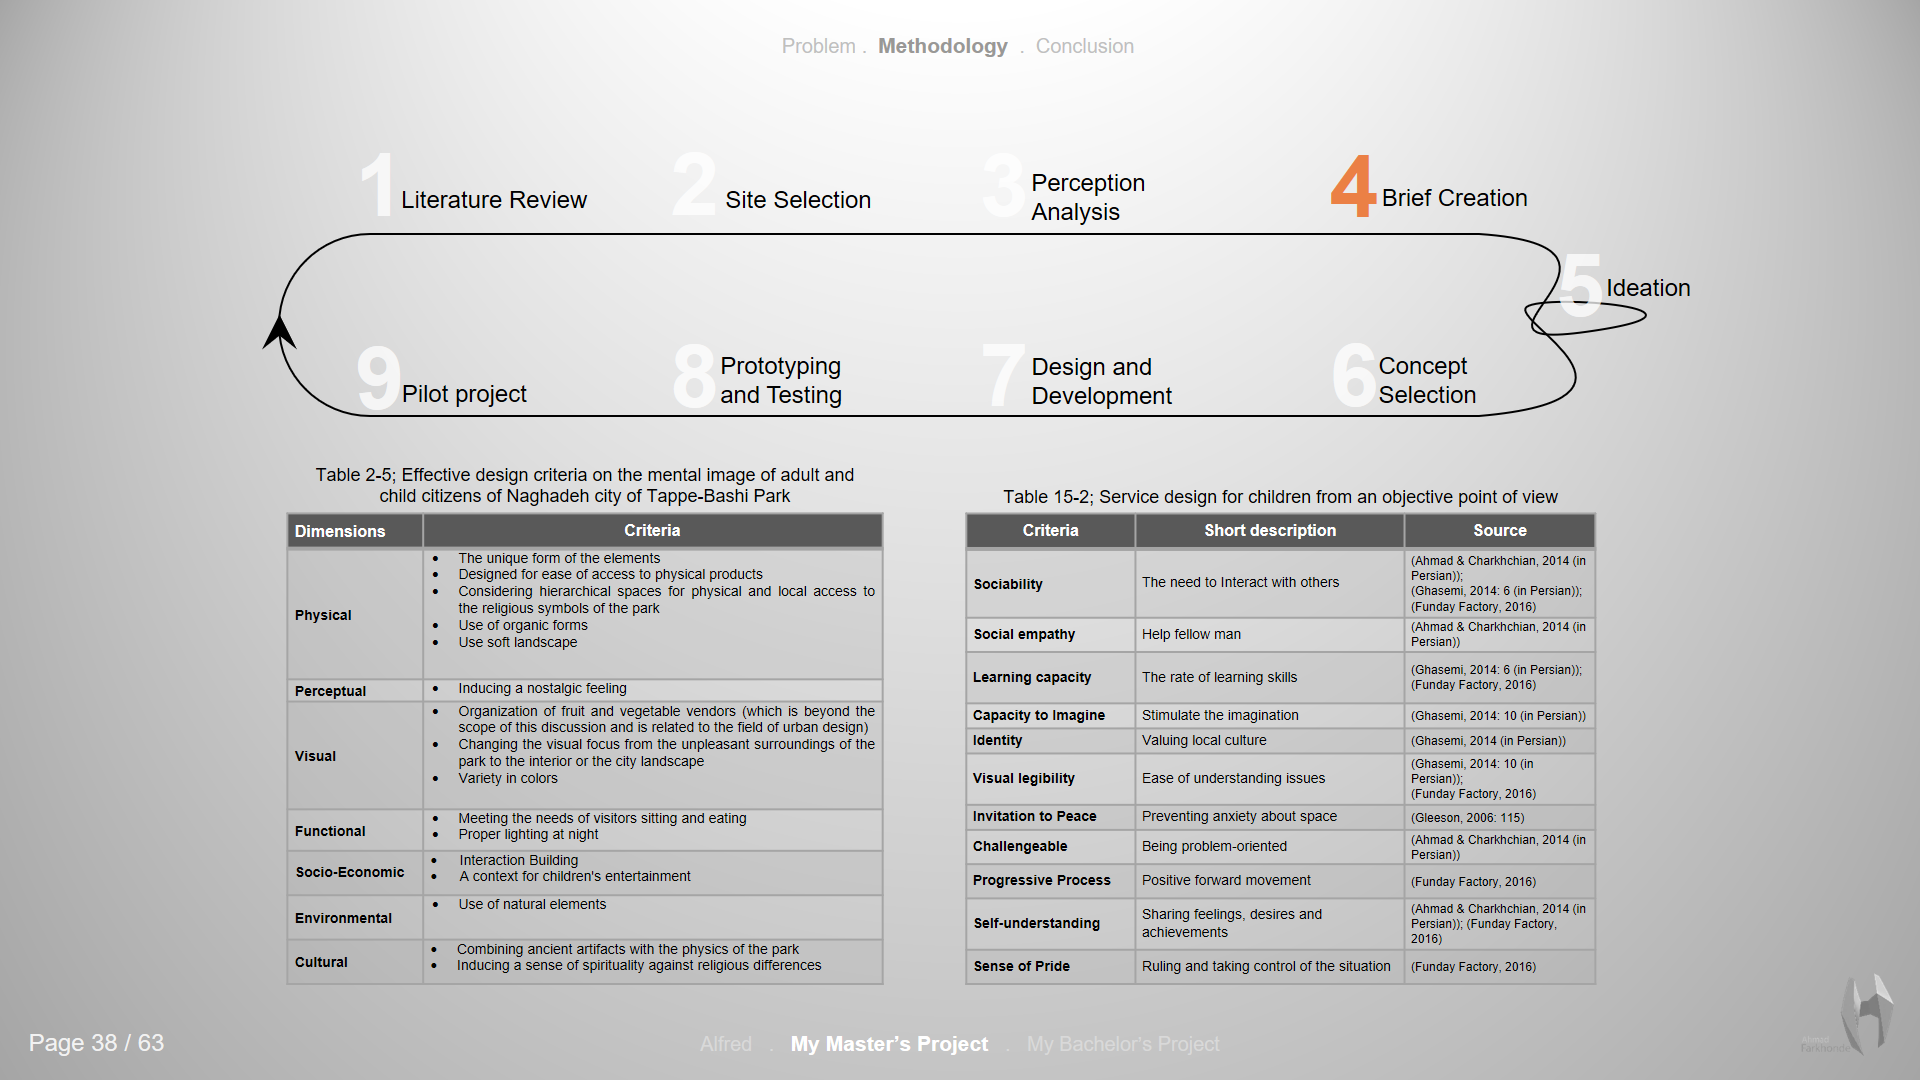 Problem . Methodology . Conclusion
1 Literature Review
2 Site Selection
3 Perception
Analysis
4 Brief Creation
5 Ideation
9 Pilot project
8 Prototyping
and Testing
7 Design and
Development
6 Concept
Selection
Table 2-5; Effective design criteria on the mental image of adult and
child citizens of Naghadeh city of Tappe-Bashi Park
Dimensions Criteria
Physical
• The unique form of the elements
• Designed for ease of access to physical products
• Considering hierarchical spaces for physical and local access to
the religious symbols of the park
• Use of organic forms
• Use soft landscape
Perceptual • Inducing a nostalgic feeling
Visual
• Organization of fruit and vegetable vendors (which is beyond the
scope of this discussion and is related to the field of urban design)
• Changing the visual focus from the unpleasant surroundings of the
park to the interior or the city landscape
• Variety in colors
Functional
• Meeting the needs of visitors sitting and eating
• Proper lighting at night
Socio-Economic
• Interaction Building
• A context for children's entertainment
Environmental
• Use of natural elements
Cultural
• Combining ancient artifacts with the physics of the park
• Inducing a sense of spirituality against religious differences
Table 15-2; Service design for children from an objective point of view
Criteria Short description Source
Sociability The need to Interact with others
(Ahmad & Charkhchian, 2014 (in
Persian));
(Ghasemi, 2014: 6 (in Persian));
(Funday Factory, 2016)
Social empathy Help fellow man
(Ahmad & Charkhchian, 2014 (in
Persian))
Learning capacity The rate of learning skills
(Ghasemi, 2014: 6 (in Persian));
(Funday Factory, 2016)
Capacity to Imagine Stimulate the imagination (Ghasemi, 2014: 10 (in Persian))
Identity Valuing local culture (Ghasemi, 2014 (in Persian))
Visual legibility Ease of understanding issues
(Ghasemi, 2014: 10 (in
Persian));
(Funday Factory, 2016)
Invitation to Peace Preventing anxiety about space (Gleeson, 2006: 115)
Challengeable Being problem-oriented
(Ahmad & Charkhchian, 2014 (in
Persian))
Progressive Process Positive forward movement (Funday Factory, 2016)
Self-understanding
Sharing feelings, desires and
achievements
(Ahmad & Charkhchian, 2014 (in
Persian)); (Funday Factory,
2016)
Sense of Pride Ruling and taking control of the situation (Funday Factory, 2016)
Page 38 / 63
Alfred . My Master's Project . My Bachelor's Project
Ahmad